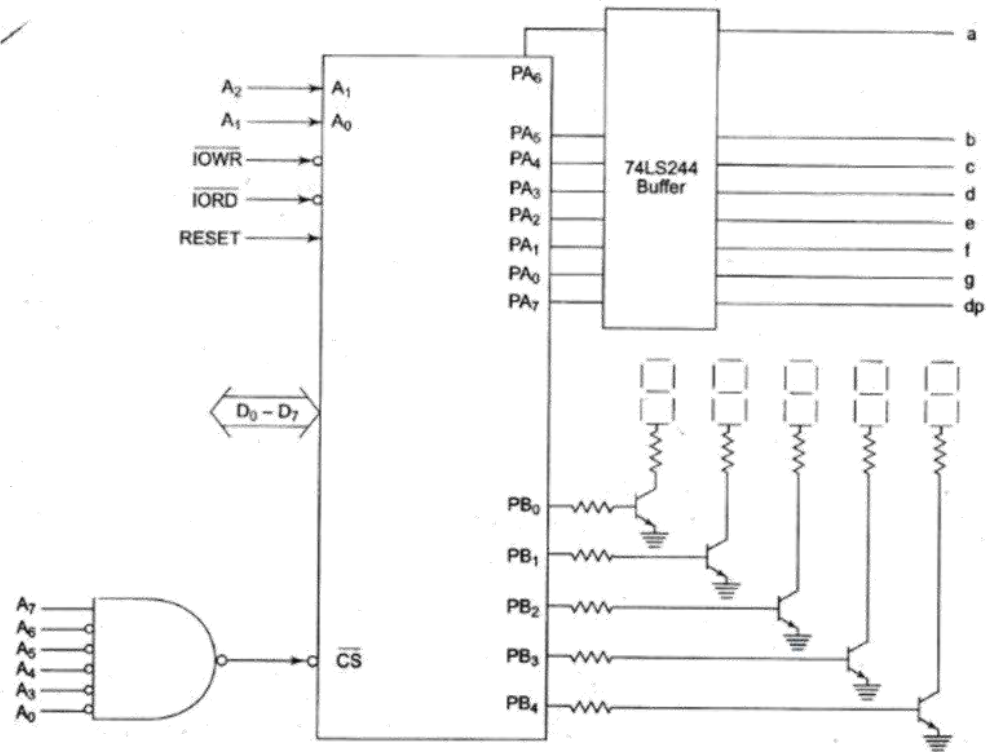 a
PA₆
A₂ A₁
A₁ A₀
PA₅ b
IOWR PA₄ 74LS244 c
Buffer
IORD PA₃ d
PA₂ e
RESET PA₁ f
PA₀ g
PA₇ dp
D₀ – D₇
PB₀
PB₁
A₇
PB₂
A₆
A₅
CS PB₃
A₄
A₃
PB₄
A₀